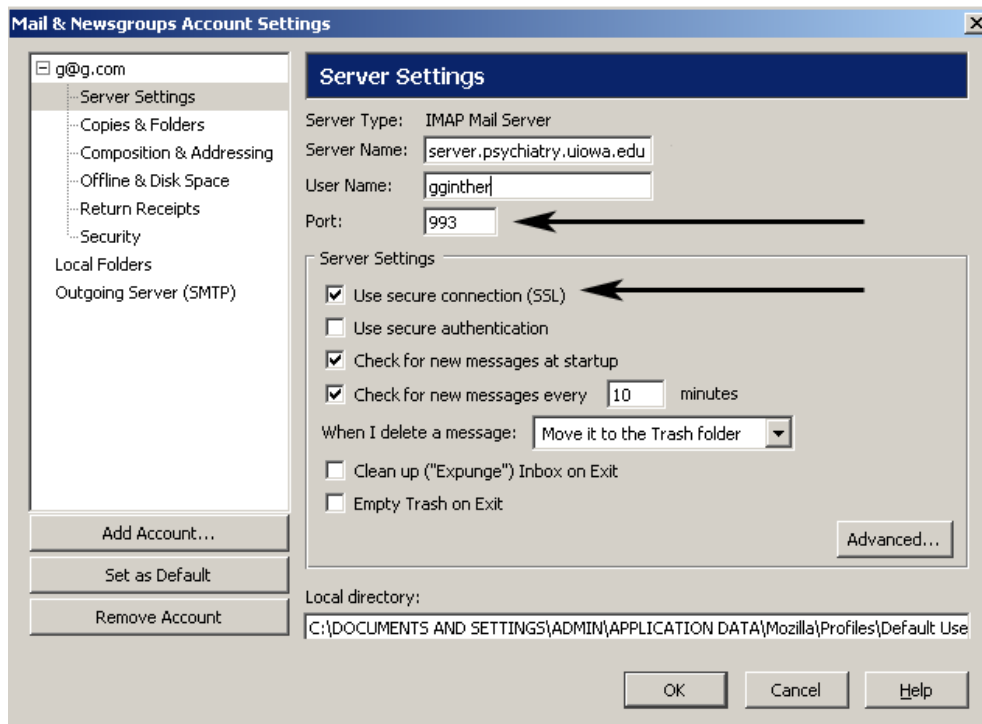 Mail & Newsgroups Account Settings
g@g.com
Server Settings
Copies & Folders
Composition & Addressing
Offline & Disk Space
Return Receipts
Security
Local Folders
Outgoing Server (SMTP)
Add Account...
Set as Default
Remove Account
Server Settings
Server Type: IMAP Mail Server
Server Name: server.psychiatry.uiowa.edu
User Name: gginther
Port: 993
Server Settings
Use secure connection (SSL)
Use secure authentication
Check for new messages at startup
Check for new messages every 10 minutes
When I delete a message: Move it to the Trash folder
Clean up ("Expunge") Inbox on Exit
Empty Trash on Exit
Advanced...
Local directory:
C:\DOCUMENTS AND SETTINGS\ADMIN\APPLICATION DATA\Mozilla\Profiles\Default Use
OK Cancel Help